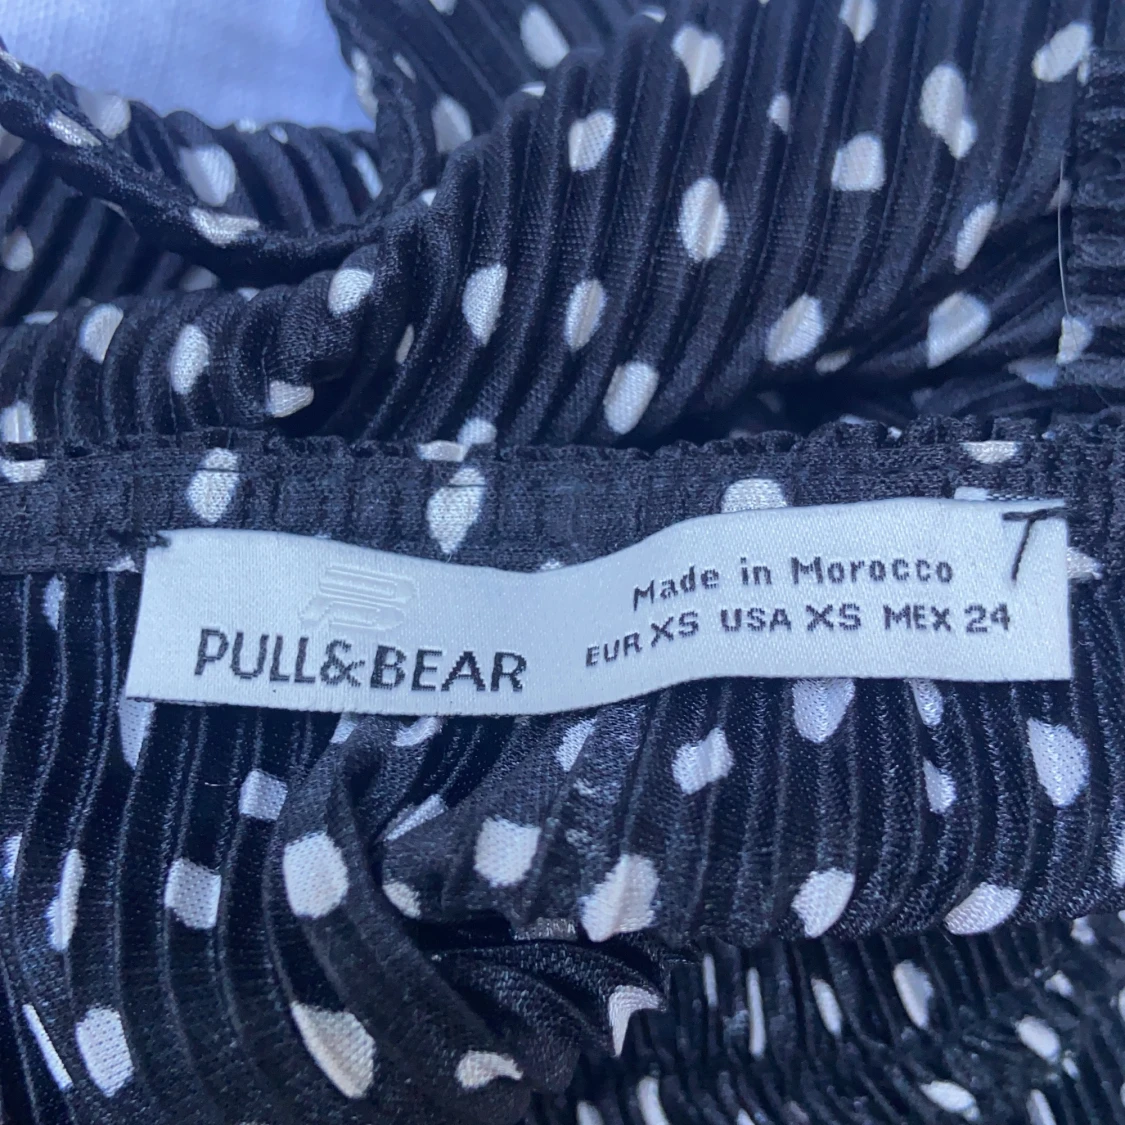 PULL&BEAR
Made in Morocco
EUR XS USA XS MEX 24